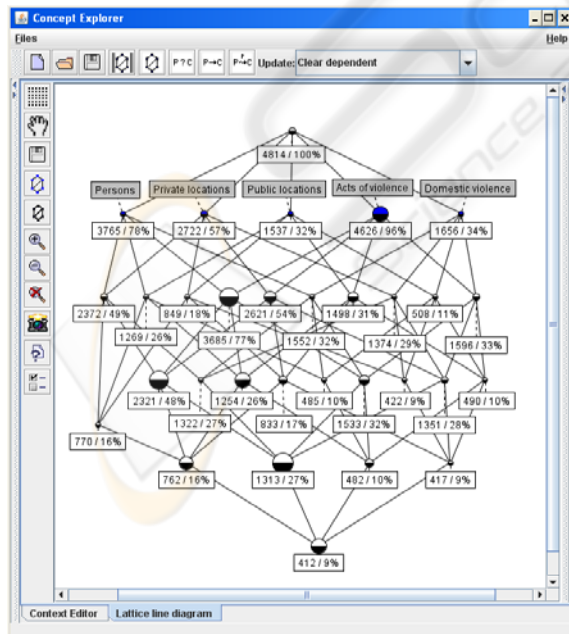 Concept Explorer
Files Help
P?C P→C P→C Update: Clear dependent
4814 / 100%
Persons Private locations Public locations Acts of violence Domestic violence
3765 / 78% 2722 / 57% 1537 / 32% 4626 / 96% 1656 / 34%
2372 / 49% 849 / 18% 2621 / 54% 1498 / 31% 508 / 11%
1269 / 26% 3685 / 77% 1552 / 32% 1374 / 29% 1596 / 33%
2321 / 48% 1254 / 26% 485 / 10% 422 / 9% 490 / 10%
1322 / 27% 833 / 17% 1533 / 32% 1351 / 28%
770 / 16%
762 / 16% 1313 / 27% 482 / 10% 417 / 9%
412 / 9%
Context Editor Lattice line diagram